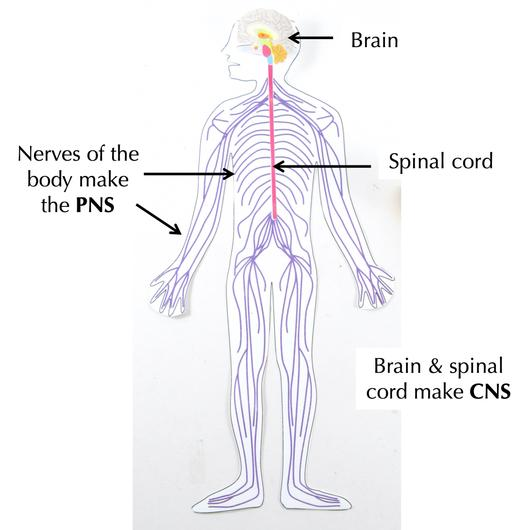 Brain
Nerves of the
body make
the PNS
Spinal cord
Brain & spinal
cord make CNS